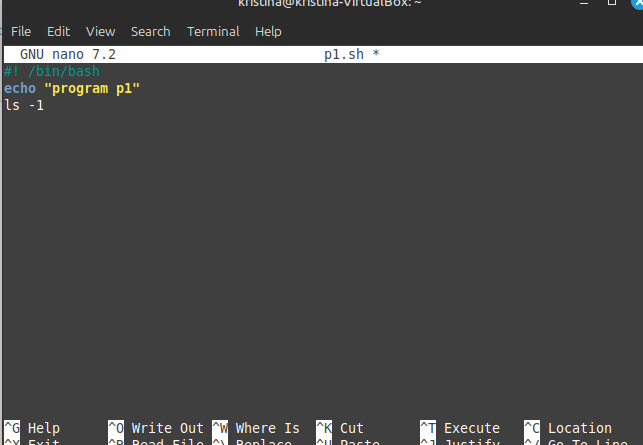 kristina@kristina-VirtualBox: ~
File Edit View Search Terminal Help
GNU nano 7.2 p1.sh *
#! /bin/bash
echo "program p1"
ls -1
^G Help ^O Write Out ^W Where Is ^K Cut ^T Execute ^C Location
^X Exit ^R Read File ^\ Replace ^U Paste ^J Justify ^/ Go To Line